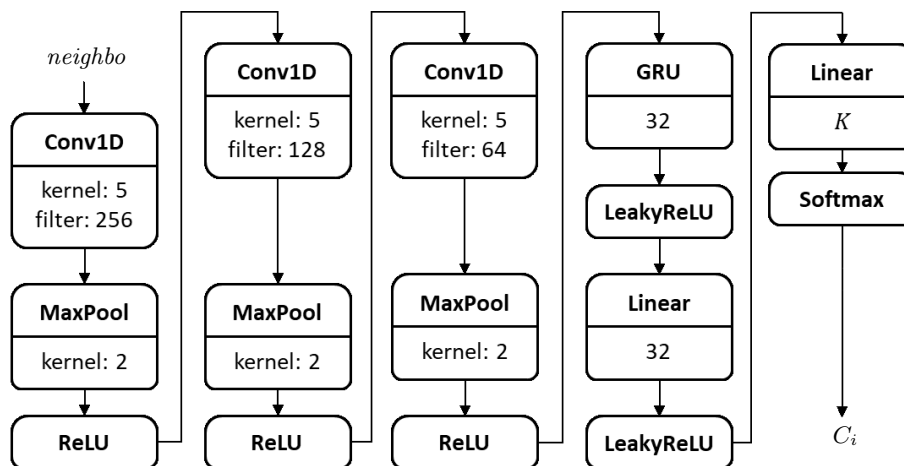 neighbo
Conv1D
kernel: 5
filter: 256
MaxPool
kernel: 2
ReLU
Conv1D
kernel: 5
filter: 128
MaxPool
kernel: 2
ReLU
Conv1D
kernel: 5
filter: 64
MaxPool
kernel: 2
ReLU
GRU
32
LeakyReLU
Linear
32
LeakyReLU
Linear
K
Softmax
C_i